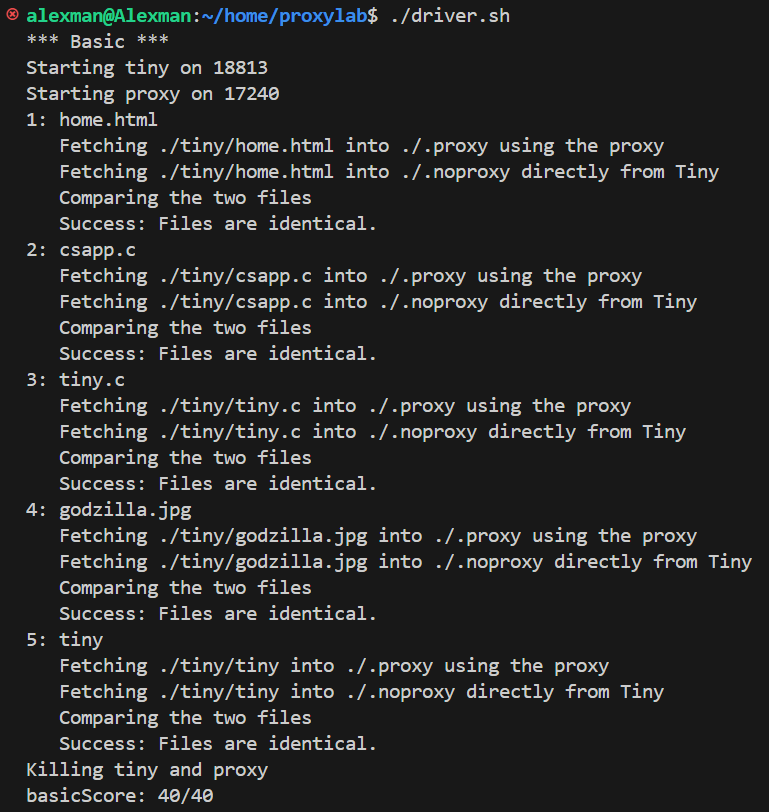 alexman@Alexman:~/home/proxylab$ ./driver.sh
*** Basic ***
Starting tiny on 18813
Starting proxy on 17240
1: home.html
   Fetching ./tiny/home.html into ./.proxy using the proxy
   Fetching ./tiny/home.html into ./.noproxy directly from Tiny
   Comparing the two files
   Success: Files are identical.
2: csapp.c
   Fetching ./tiny/csapp.c into ./.proxy using the proxy
   Fetching ./tiny/csapp.c into ./.noproxy directly from Tiny
   Comparing the two files
   Success: Files are identical.
3: tiny.c
   Fetching ./tiny/tiny.c into ./.proxy using the proxy
   Fetching ./tiny/tiny.c into ./.noproxy directly from Tiny
   Comparing the two files
   Success: Files are identical.
4: godzilla.jpg
   Fetching ./tiny/godzilla.jpg into ./.proxy using the proxy
   Fetching ./tiny/godzilla.jpg into ./.noproxy directly from Tiny
   Comparing the two files
   Success: Files are identical.
5: tiny
   Fetching ./tiny/tiny into ./.proxy using the proxy
   Fetching ./tiny/tiny into ./.noproxy directly from Tiny
   Comparing the two files
   Success: Files are identical.
Killing tiny and proxy
basicScore: 40/40